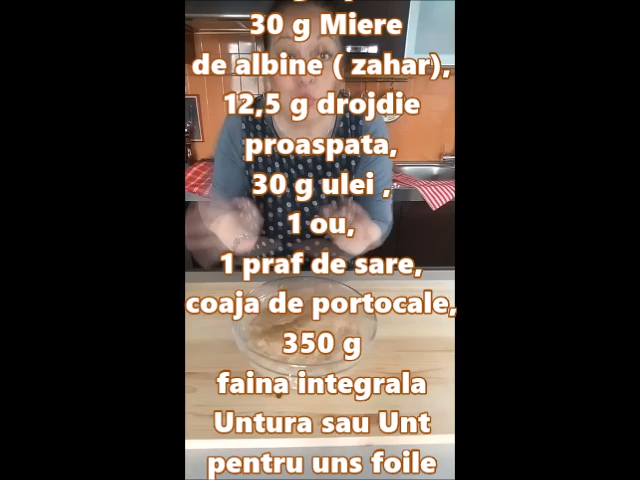 30 g Miere
de albine ( zahar),
12,5 g drojdie
proaspata,
30 g ulei ,
1 ou,
1 praf de sare,
coaja de portocale,
350 g
faina integrala
Untura sau Unt
pentru uns foile